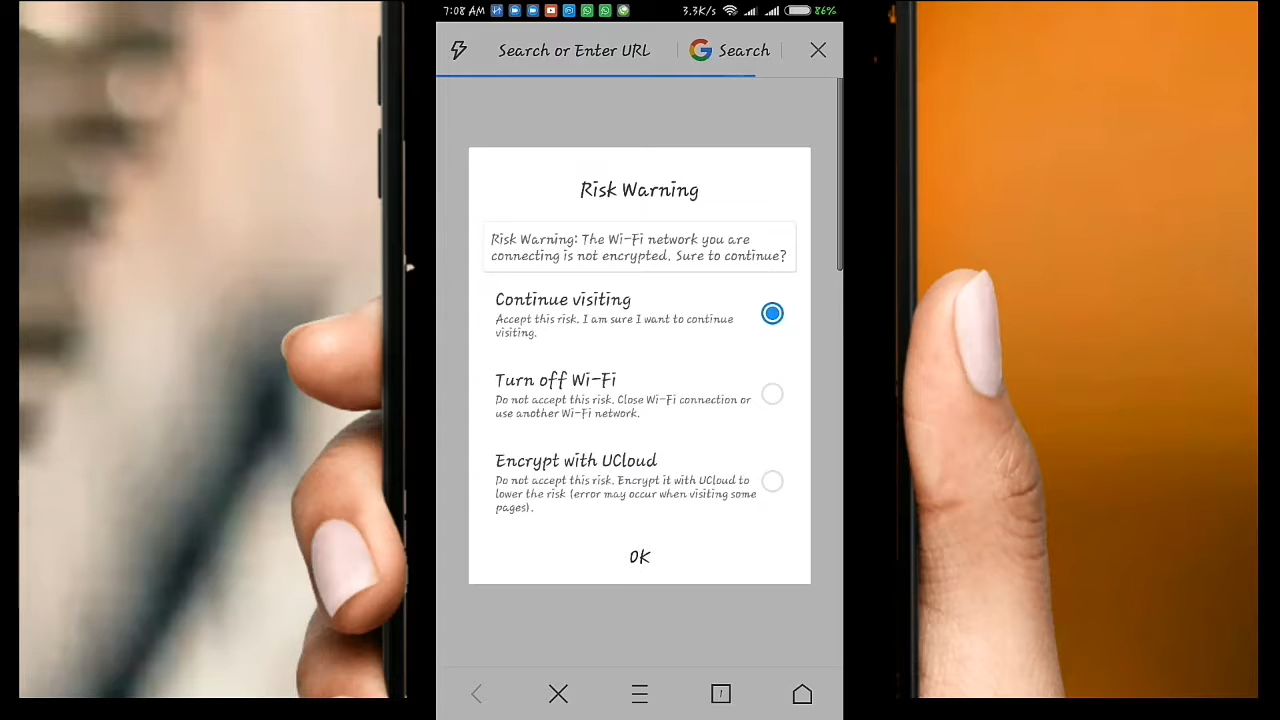 7:08 AM 3.3K/s 86%
Search or Enter URL Search
Risk Warning
Risk Warning: The Wi-Fi network you are
connecting is not encrypted. Sure to continue?
Continue visiting
Accept this risk. I am sure I want to continue
visiting.
Turn off Wi-Fi
Do not accept this risk. Close Wi-Fi connection or
use another Wi-Fi network.
Encrypt with UCloud
Do not accept this risk. Encrypt it with UCloud to
lower the risk (error may occur when visiting some
pages).
OK
1